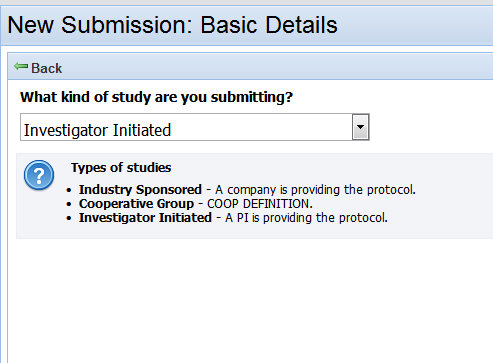 New Submission: Basic Details
Back
What kind of study are you submitting?
Investigator Initiated
?
Types of studies
• Industry Sponsored - A company is providing the protocol.
• Cooperative Group - COOP DEFINITION.
• Investigator Initiated - A PI is providing the protocol.